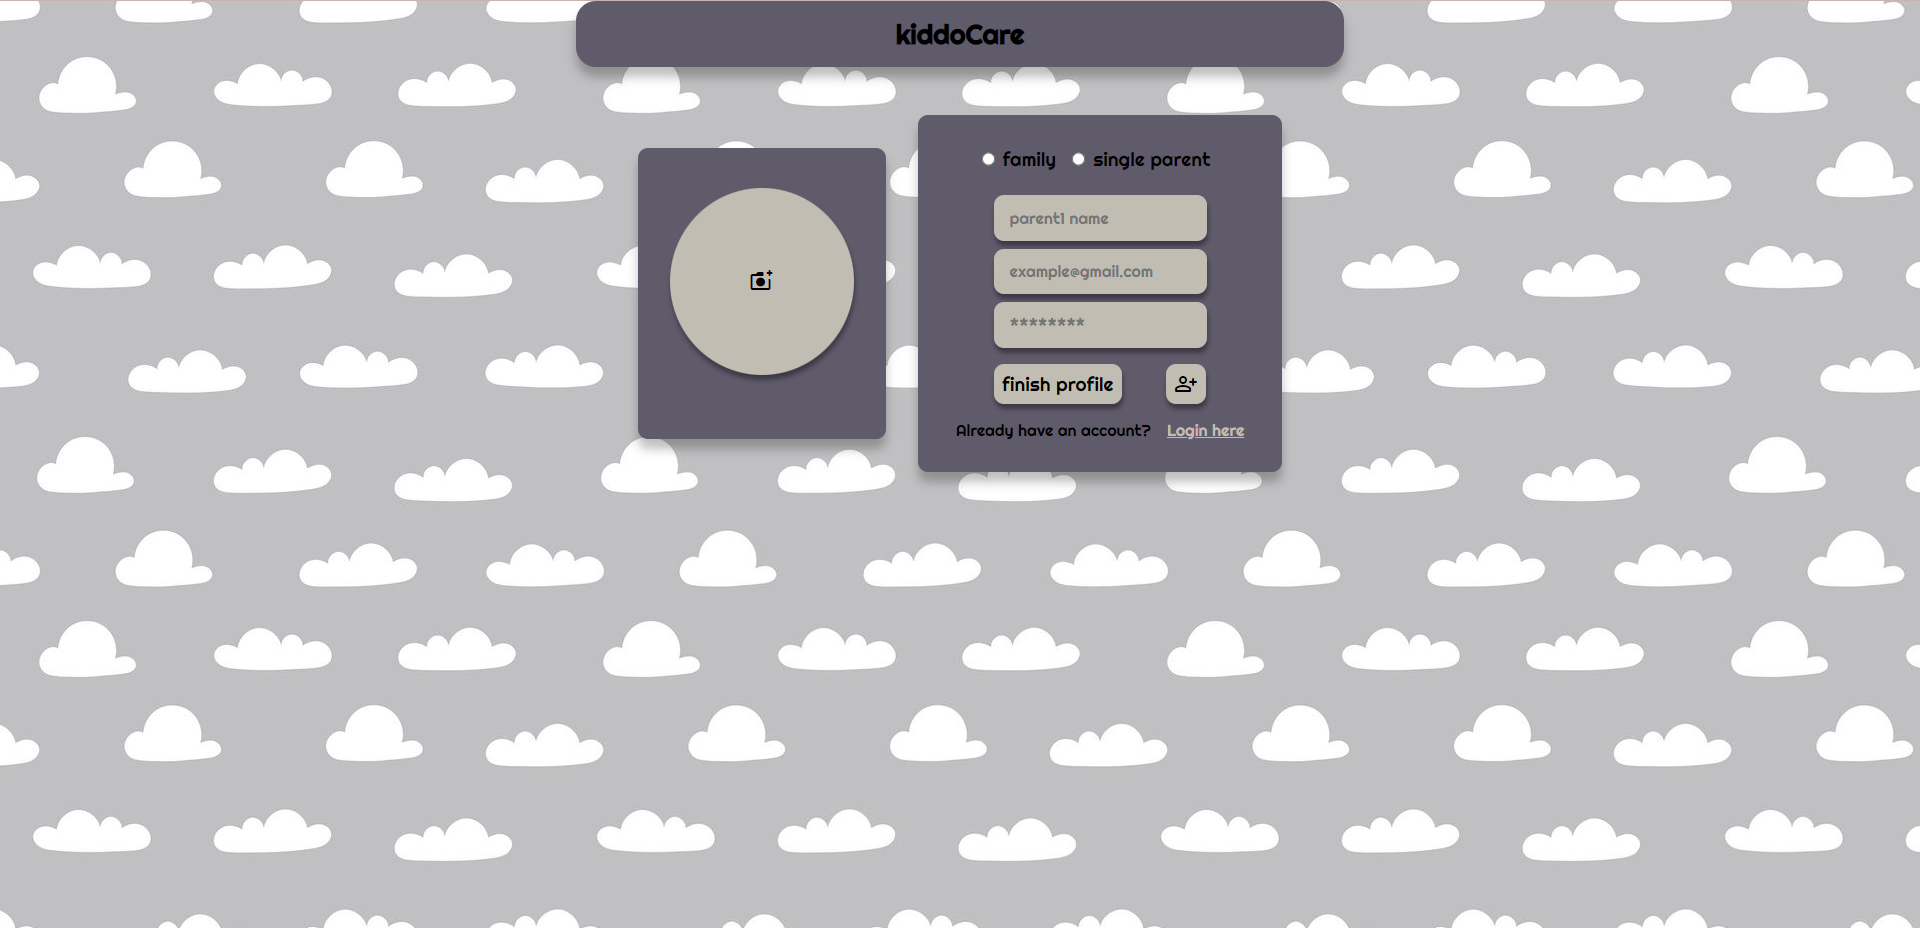 kiddoCare
family single parent
parent1 name
example@gmail.com
********
finish profile
Already have an account? Login here